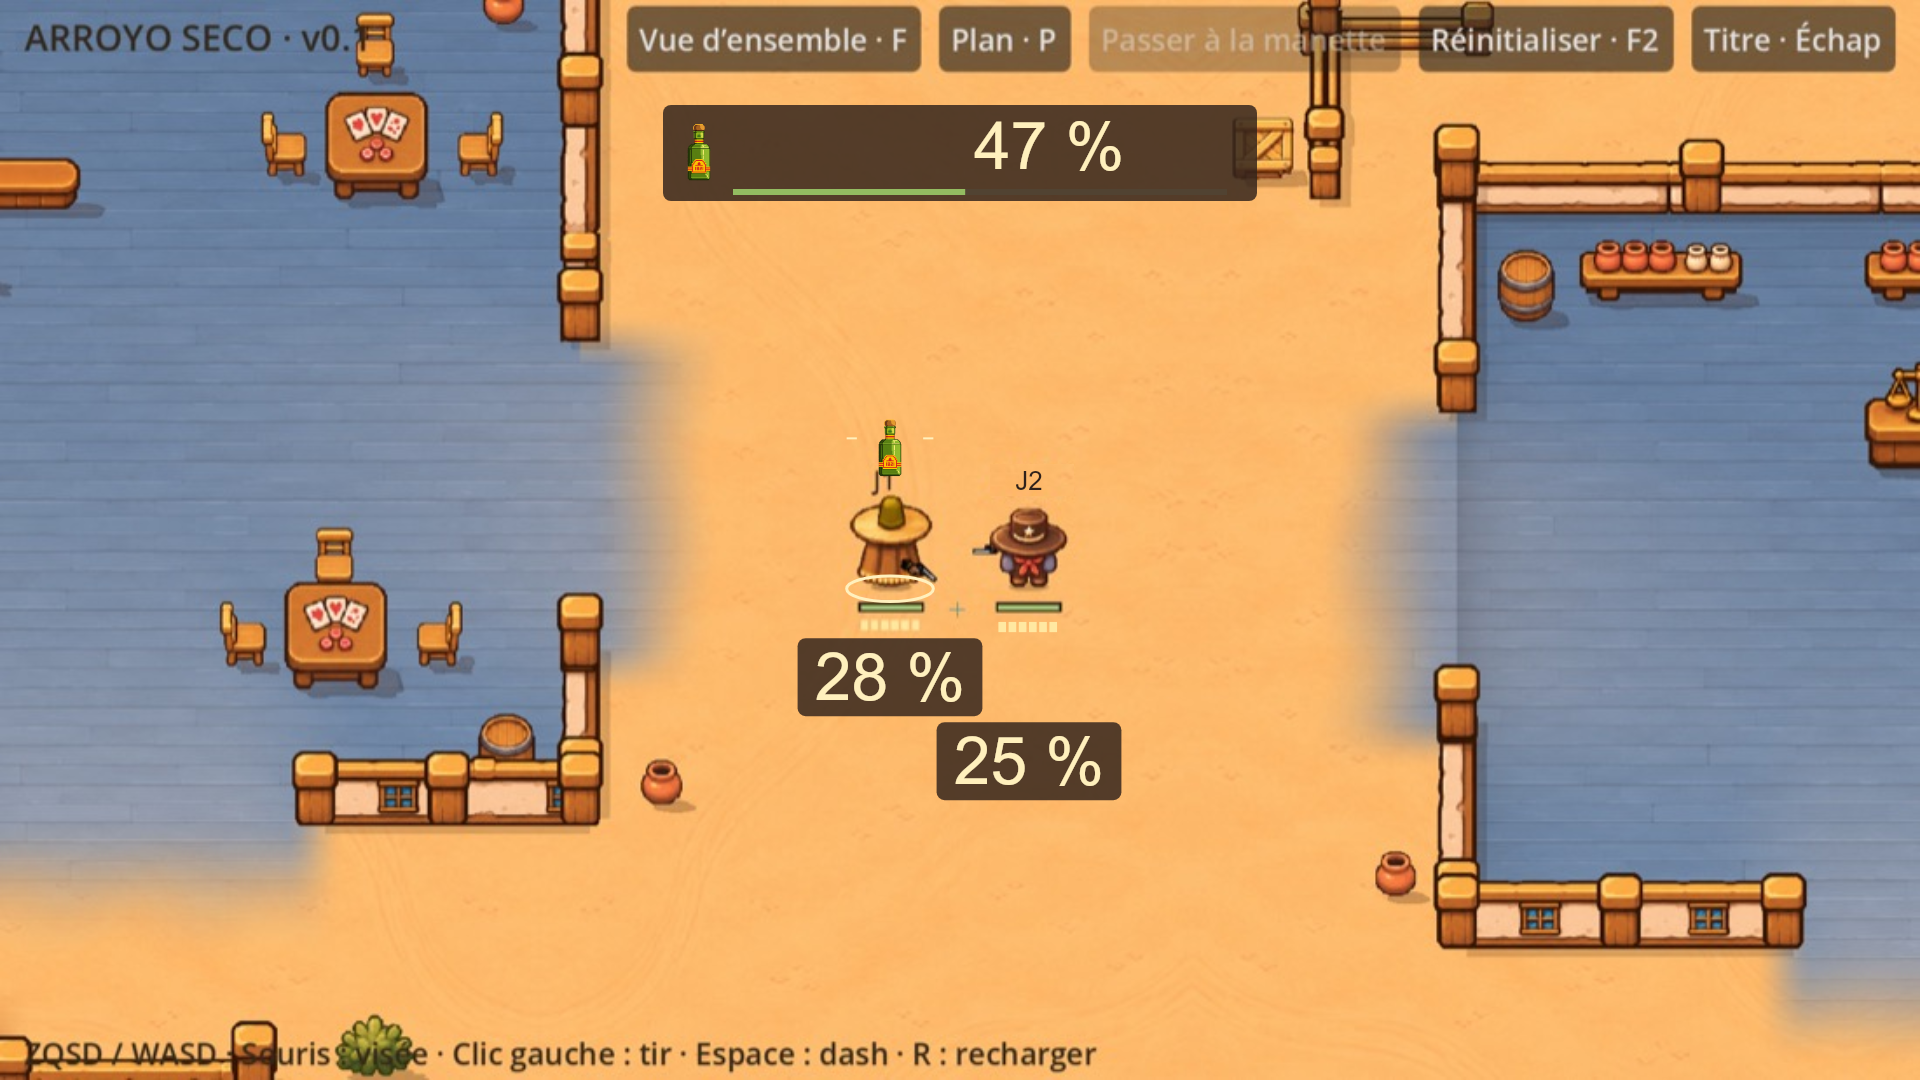 ARROYO SECO · v0.1
Vue d’ensemble · F
Plan · P
Passer à la manette
Réinitialiser · F2
Titre · Échap
47 %
J2
28 %
25 %
ZQSD / WASD · Souris : visée · Clic gauche : tir · Espace : dash · R : recharger